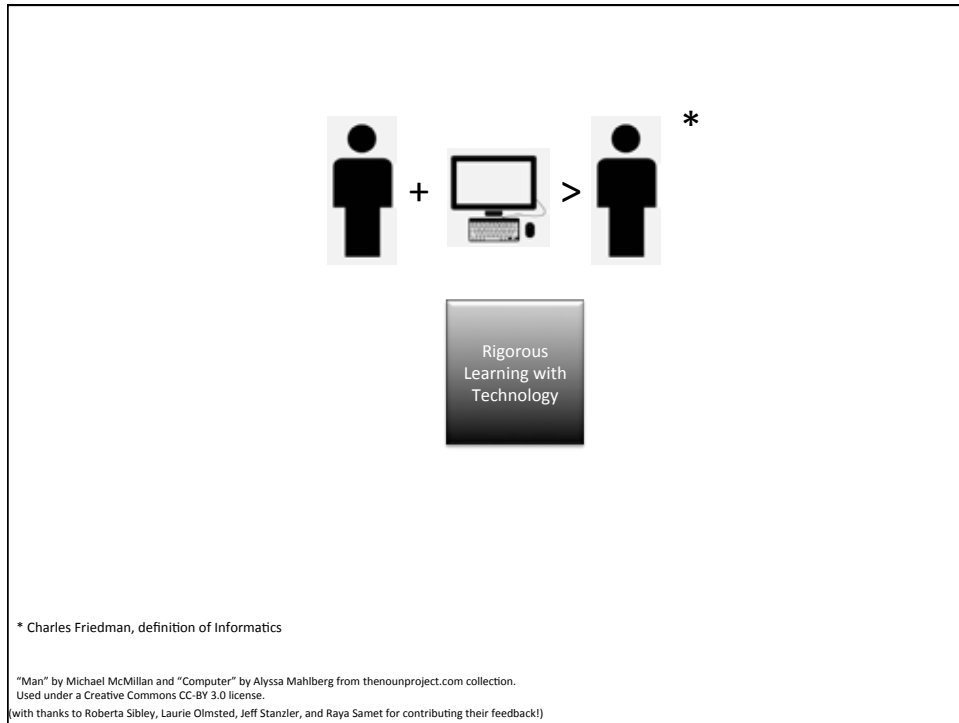 + > *
Rigorous
Learning with
Technology
* Charles Friedman, definition of Informatics
“Man” by Michael McMillan and “Computer” by Alyssa Mahlberg from thenounproject.com collection.
Used under a Creative Commons CC-BY 3.0 license.
(with thanks to Roberta Sibley, Laurie Olmsted, Jeff Stanzler, and Raya Samet for contributing their feedback!)